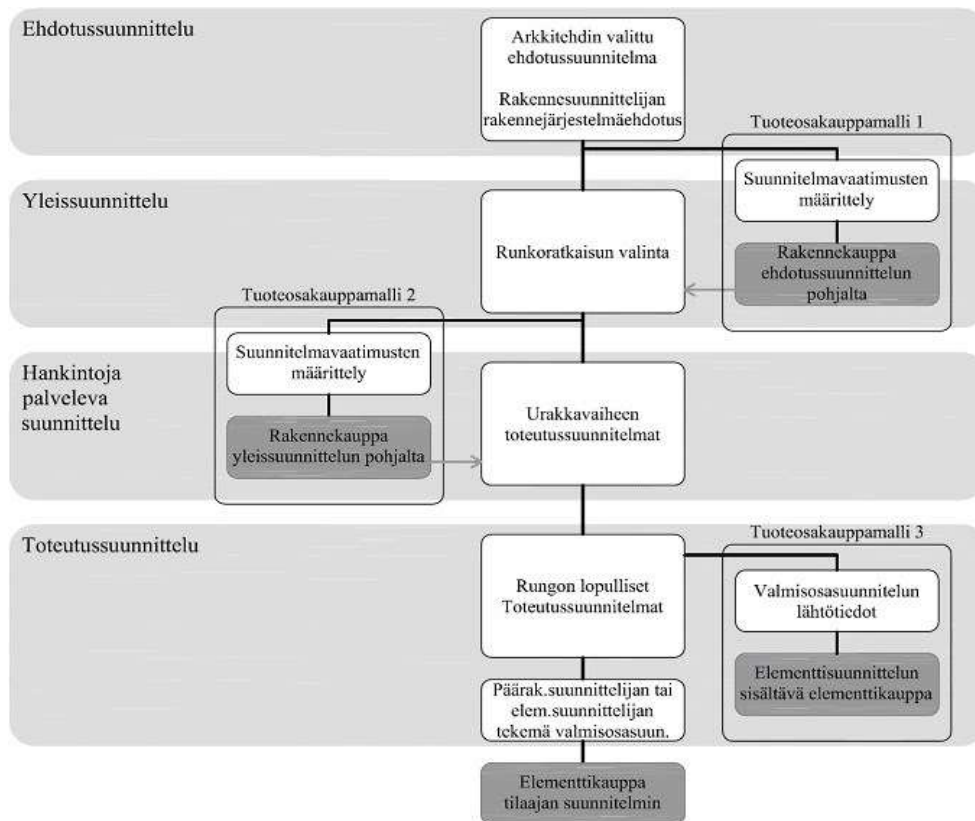 Ehdotussuunnittelu
Arkkitehdin valittu
ehdotussuunnitelma
Rakennesuunnittelijan
rakennejärjestelmäehdotus
Tuoteosakauppamalli 1
Suunnitelmavaatimusten
määrittely
Rakennekauppa
ehdotussuunnittelun
pohjalta
Yleissuunnittelu
Runkoratkaisun valinta
Tuoteosakauppamalli 2
Suunnitelmavaatimusten
määrittely
Rakennekauppa
yleissuunnittelun pohjalta
Hankintoja
palveleva
suunnittelu
Urakkavaiheen
toteutussuunnitelmat
Toteutussuunnittelu
Rungon lopulliset
Toteutussuunnitelmat
Tuoteosakauppamalli 3
Valmisosasuunnitelun
lähtötiedot
Elementtisuunnittelun
sisältävä elementtikauppa
Päärak.suunnittelijan tai
elem.suunnittelijan
tekemä valmisosasuun.
Elementtikauppa
tilaajan suunnitelmin